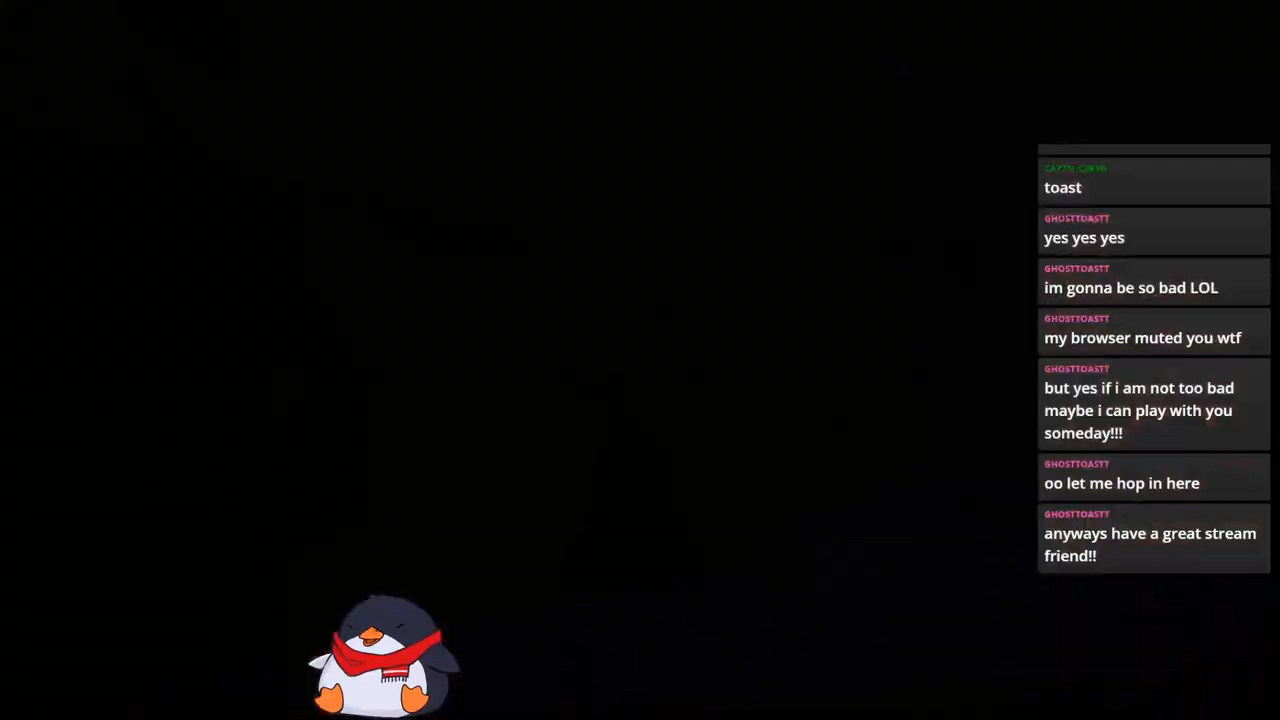 toast
GHOSTTOASTT
yes yes yes
GHOSTTOASTT
im gonna be so bad LOL
GHOSTTOASTT
my browser muted you wtf
GHOSTTOASTT
but yes if i am not too bad
maybe i can play with you
someday!!!
GHOSTTOASTT
oo let me hop in here
GHOSTTOASTT
anyways have a great stream
friend!!